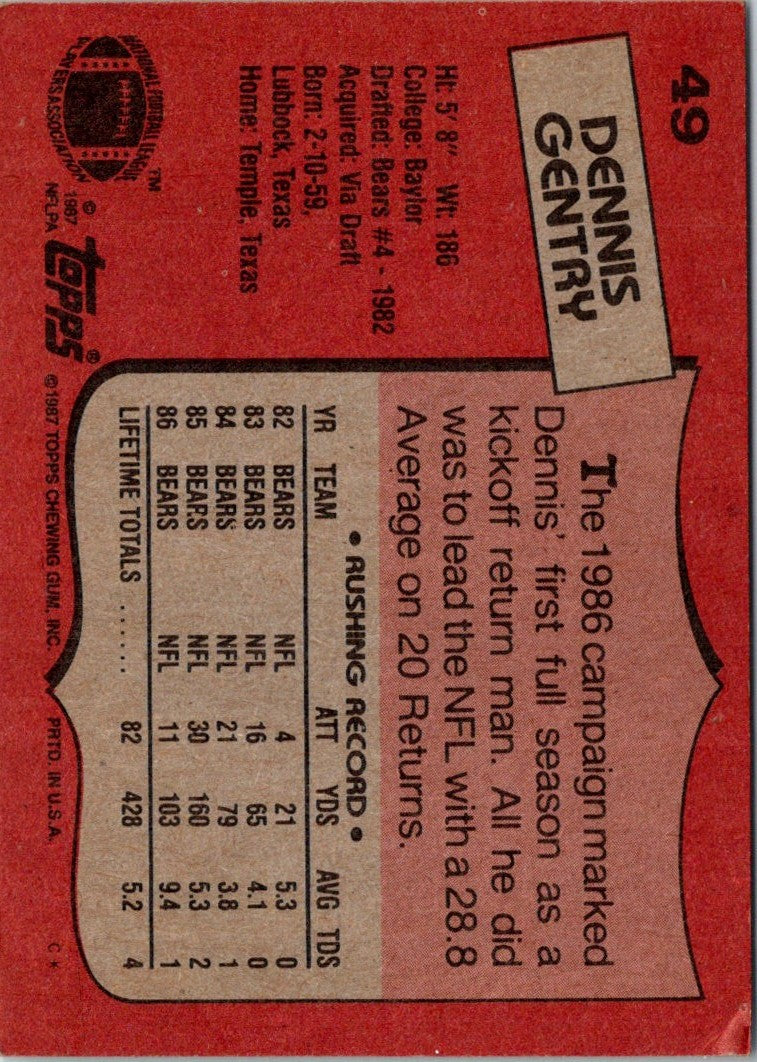 49
DENNIS
GENTRY
Ht: 5' 8" Wt: 186
College: Baylor
Drafted: Bears #4 - 1982
Acquired: Via Draft
Born: 2-10-59,
Lubbock, Texas
Home: Temple, Texas
NATIONAL FOOTBALL LEAGUE
PLAYERS ASSOCIATION
™
© 1987
NFLPA
topps®
The 1986 campaign marked
Dennis' first full season as a
kickoff return man. All he did
was to lead the NFL with a 28.8
Average on 20 Returns.
• RUSHING RECORD •
YR TEAM ATT YDS AVG TDS
82 BEARS NFL 4 21 5.3 0
83 BEARS NFL 16 65 4.1 0
84 BEARS NFL 21 79 3.8 1
85 BEARS NFL 30 160 5.3 2
86 BEARS NFL 11 103 9.4 1
LIFETIME TOTALS ...... 82 428 5.2 4
©1987 TOPPS CHEWING GUM, INC. PRTD. IN U.S.A. C*